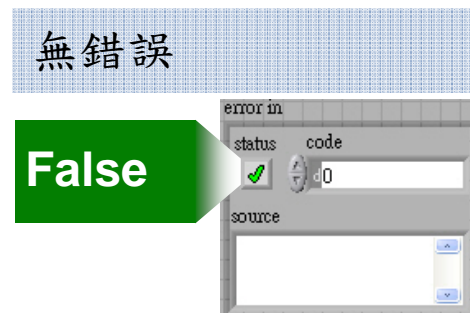 無錯誤
error in
status code
False
d0
source